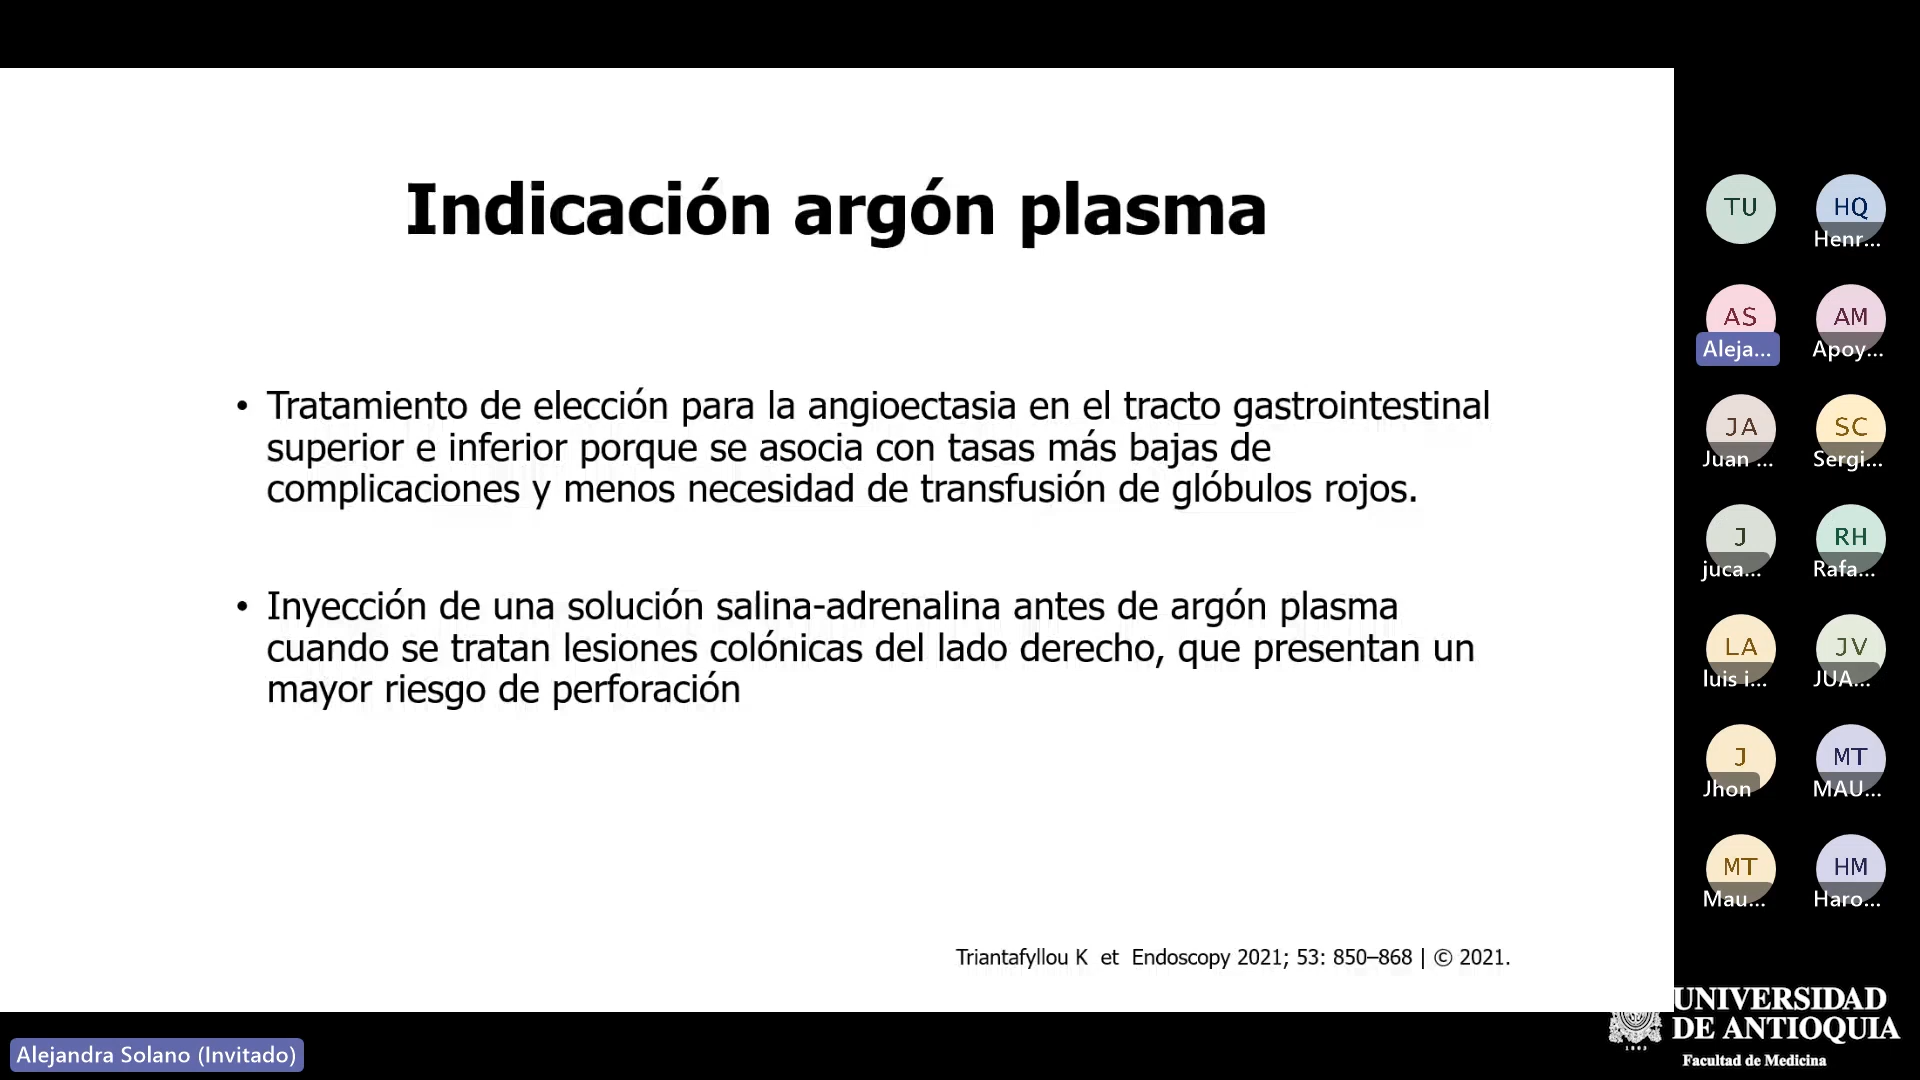 Indicación argón plasma
• Tratamiento de elección para la angioectasia en el tracto gastrointestinal
superior e inferior porque se asocia con tasas más bajas de
complicaciones y menos necesidad de transfusión de glóbulos rojos.
• Inyección de una solución salina-adrenalina antes de argón plasma
cuando se tratan lesiones colónicas del lado derecho, que presentan un
mayor riesgo de perforación
Triantafyllou K et Endoscopy 2021; 53: 850–868 | © 2021.
TU
HQ
Henr...
AS
Aleja...
AM
Apoy...
JA
Juan ...
SC
Sergi...
J
juca...
RH
Rafa...
LA
luis i...
JV
JUA...
J
Jhon
MT
MAU...
MT
Mau...
HM
Haro...
UNIVERSIDAD
DE ANTIOQUIA
1803
Facultad de Medicina
Alejandra Solano (Invitado)